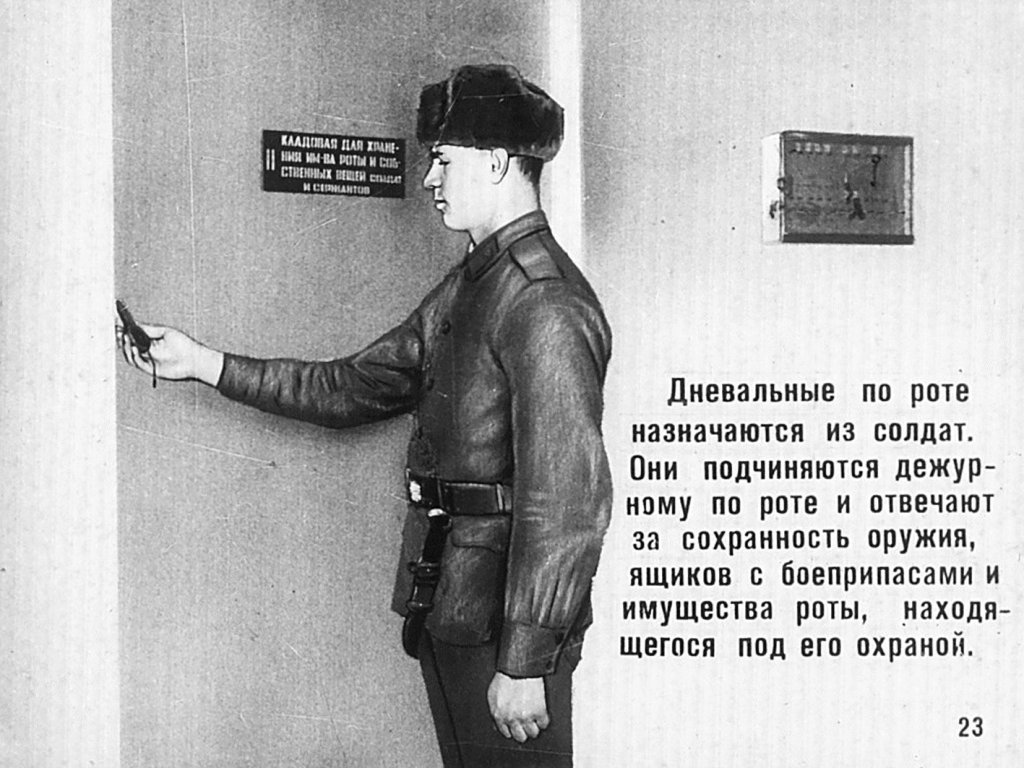 КЛАДОВАЯ ДЛЯ ХРАНЕ-
НИЯ ИМ-ВА РОТЫ И СОБ-
СТВЕННЫХ ВЕЩЕЙ СОЛДАТ
И СЕРЖАНТОВ
11
Дневальные по роте
назначаются из солдат.
Они подчиняются дежур-
ному по роте и отвечают
за сохранность оружия,
ящиков с боеприпасами и
имущества роты, находя-
щегося под его охраной.
23